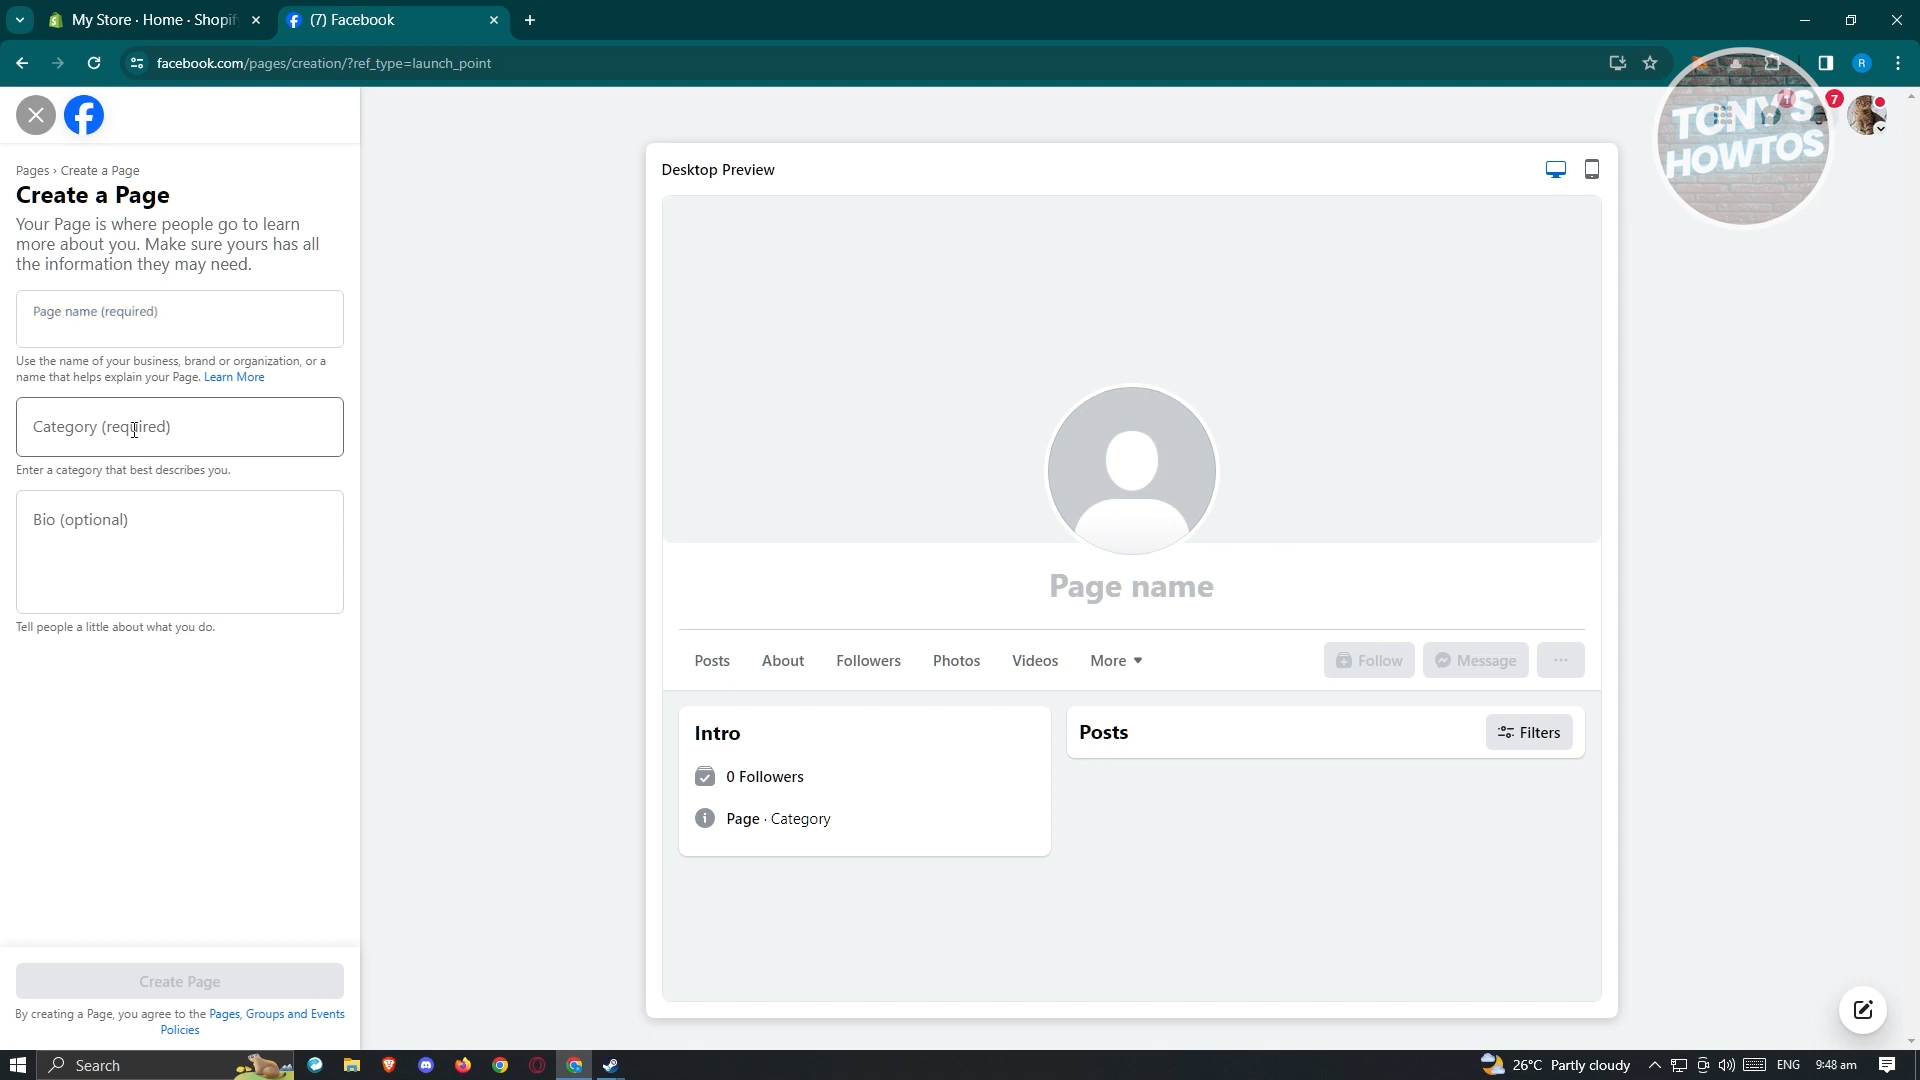 My Store · Home · Shopif
(7) Facebook
facebook.com/pages/creation/?ref_type=launch_point
R
7
TONY'S
HOWTOS
Pages › Create a Page
Create a Page
Your Page is where people go to learn
more about you. Make sure yours has all
the information they may need.
Page name (required)
Use the name of your business, brand or organization, or a
name that helps explain your Page. Learn More
Category (required)
Enter a category that best describes you.
Bio (optional)
Tell people a little about what you do.
Create Page
By creating a Page, you agree to the Pages, Groups and Events
Policies
Desktop Preview
Page name
Posts About Followers Photos Videos More
Follow Message ...
Intro
0 Followers
Page · Category
Posts
Filters
Search
26°C Partly cloudy
ENG
9:48 am